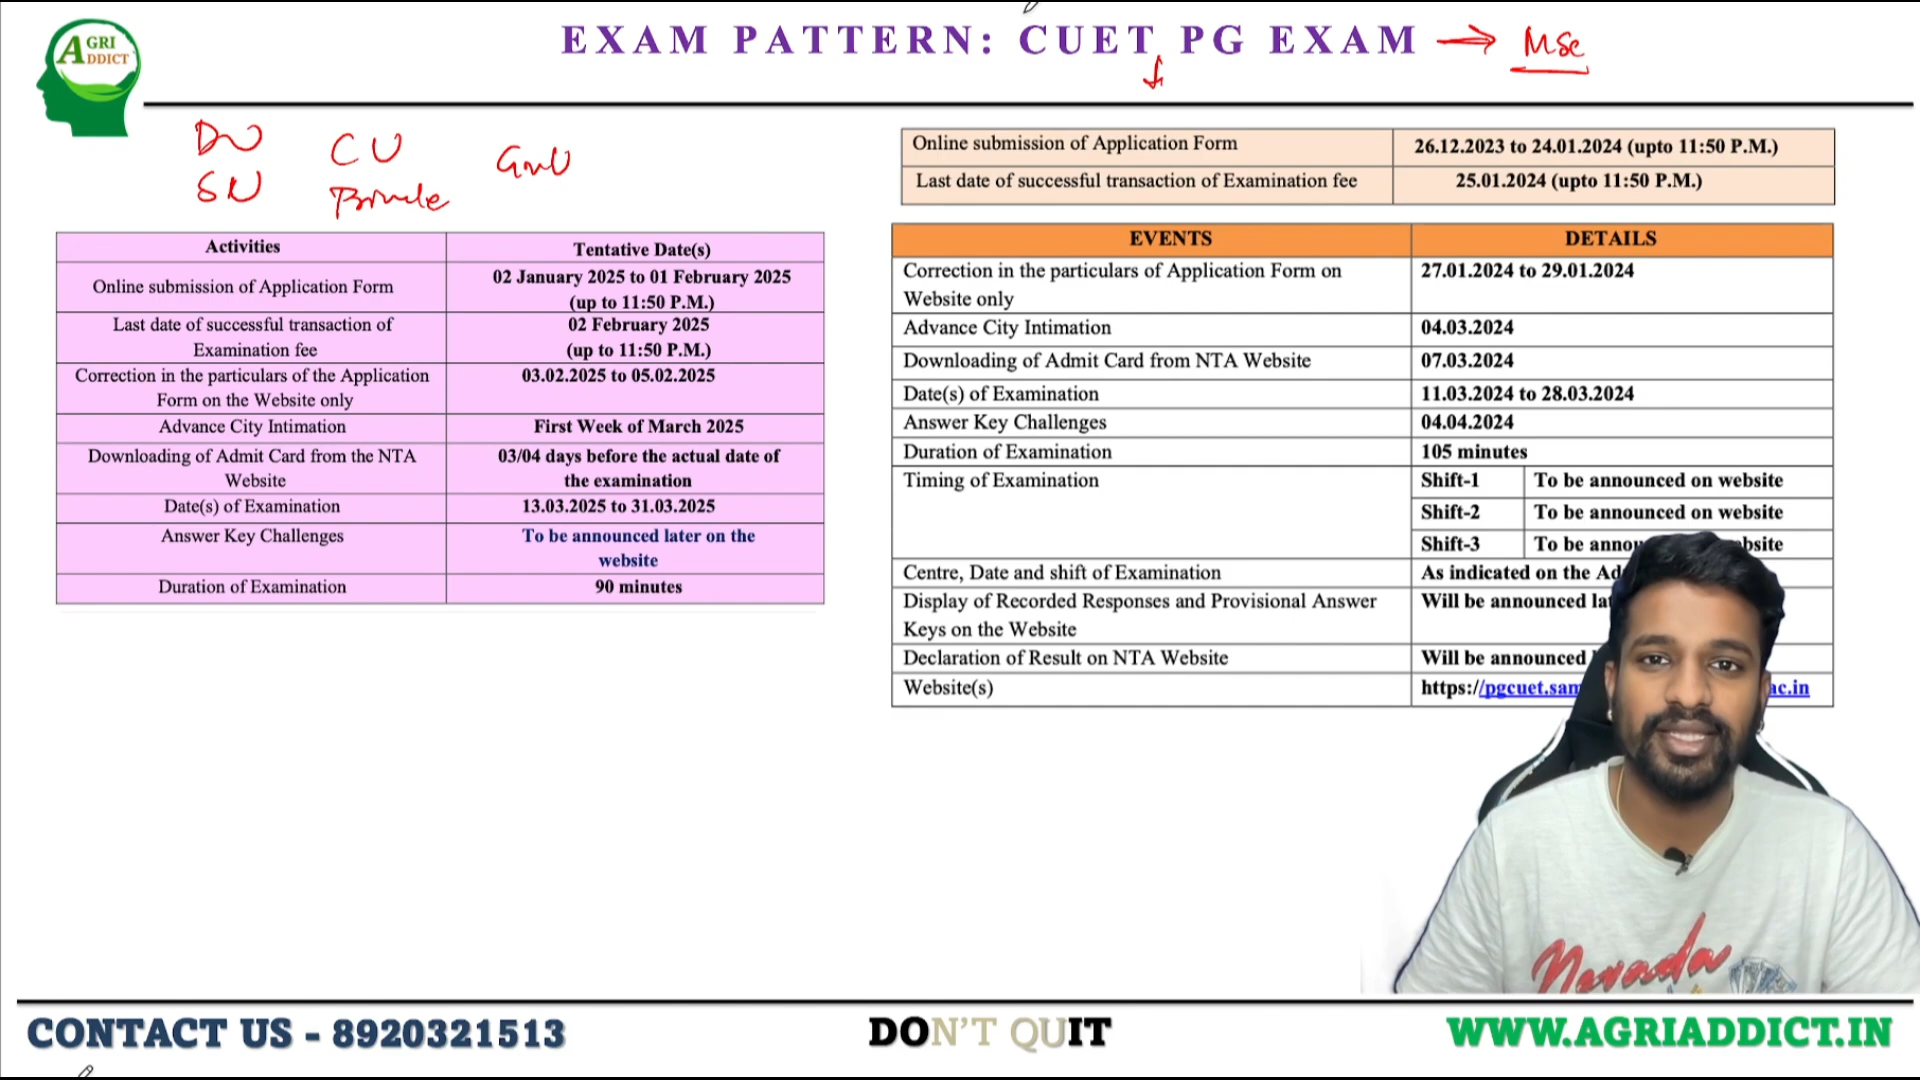 AGRI
ADDICT
EXAM PATTERN: CUET PG EXAM → MSc
DU
CU
GNU
SU
Private
Online submission of Application Form 26.12.2023 to 24.01.2024 (upto 11:50 P.M.)
Last date of successful transaction of Examination fee 25.01.2024 (upto 11:50 P.M.)
Activities Tentative Date(s)
Online submission of Application Form 02 January 2025 to 01 February 2025
(up to 11:50 P.M.)
Last date of successful transaction of
Examination fee
02 February 2025
(up to 11:50 P.M.)
Correction in the particulars of the Application
Form on the Website only
03.02.2025 to 05.02.2025
Advance City Intimation First Week of March 2025
Downloading of Admit Card from the NTA
Website
03/04 days before the actual date of
the examination
Date(s) of Examination 13.03.2025 to 31.03.2025
Answer Key Challenges To be announced later on the
website
Duration of Examination 90 minutes
EVENTS DETAILS
Correction in the particulars of Application Form on
Website only
27.01.2024 to 29.01.2024
Advance City Intimation 04.03.2024
Downloading of Admit Card from NTA Website 07.03.2024
Date(s) of Examination 11.03.2024 to 28.03.2024
Answer Key Challenges 04.04.2024
Duration of Examination 105 minutes
Timing of Examination Shift-1 To be announced on website
Shift-2 To be announced on website
Shift-3 To be
Centre, Date and shift of Examination As indicated on the
Display of Recorded Responses and Provisional Answer
Keys on the Website
Will be announced
Declaration of Result on NTA Website Will be announced
Website(s) https://pgcuet.sam ac.in
Nevada
CONTACT US - 8920321513
DON'T QUIT
WWW.AGRIADDICT.IN